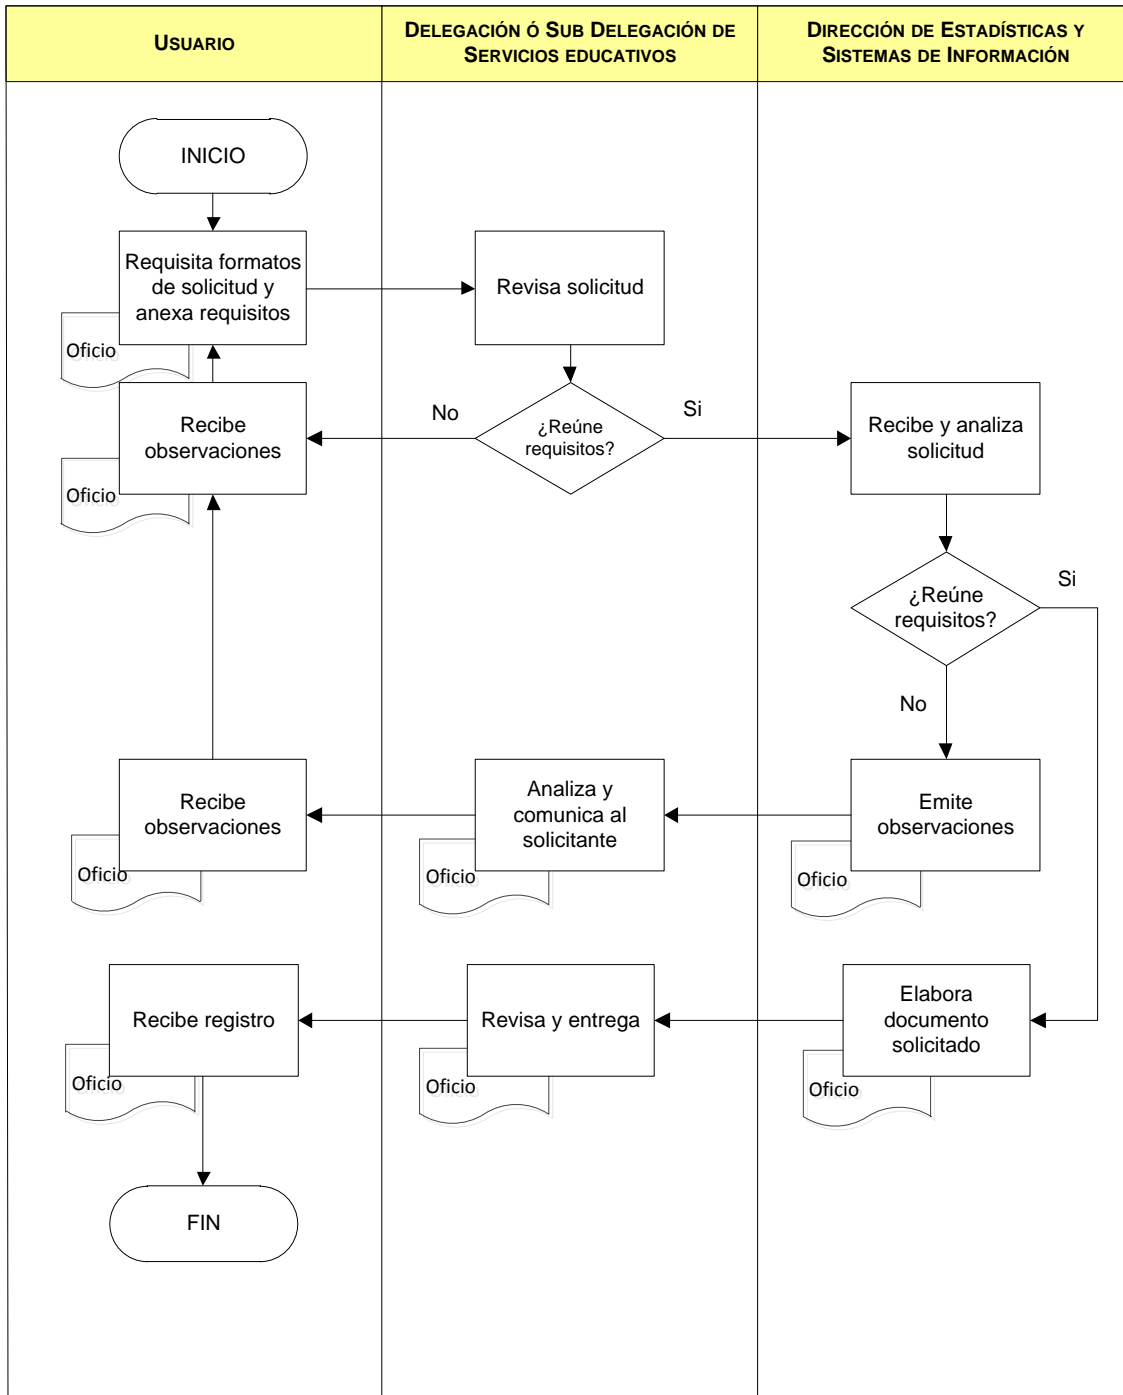 USUARIO
DELEGACIÓN Ó SUB DELEGACIÓN DE
SERVICIOS EDUCATIVOS
DIRECCIÓN DE ESTADÍSTICAS Y
SISTEMAS DE INFORMACIÓN
INICIO
Requisita formatos
de solicitud y
anexa requisitos
Oficio
Revisa solicitud
Recibe
observaciones
Oficio
No
¿Reúne
requisitos?
Si
Recibe y analiza
solicitud
¿Reúne
requisitos?
Si
No
Recibe
observaciones
Oficio
Analiza y
comunica al
solicitante
Oficio
Emite
observaciones
Oficio
Recibe registro
Oficio
Revisa y entrega
Oficio
Elabora
documento
solicitado
Oficio
FIN